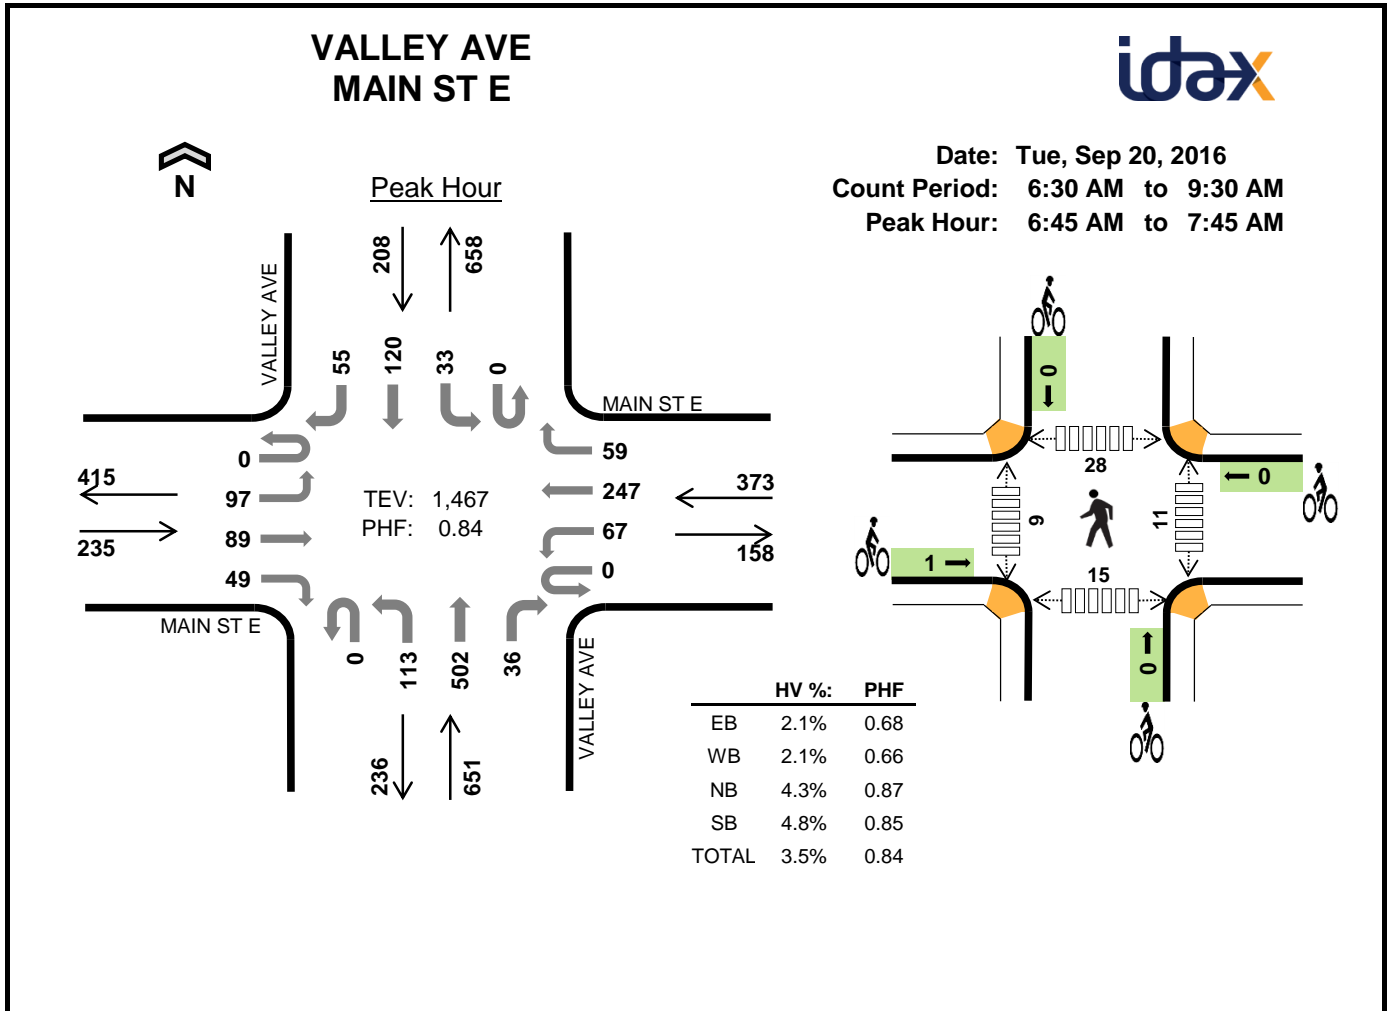 VALLEY AVE
MAIN ST E
idax
Date: Tue, Sep 20, 2016
Count Period: 6:30 AM to 9:30 AM
Peak Hour: 6:45 AM to 7:45 AM
N
Peak Hour
208
658
VALLEY AVE
55
120
33
0
MAIN ST E
0
59
415
97
247
373
TEV: 1,467
PHF: 0.84
235
89
67
158
49
0
MAIN ST E
0
113
502
36
VALLEY AVE
236
651
0
28
0
9
11
1
15
0
HV %: PHF
EB 2.1% 0.68
WB 2.1% 0.66
NB 4.3% 0.87
SB 4.8% 0.85
TOTAL 3.5% 0.84